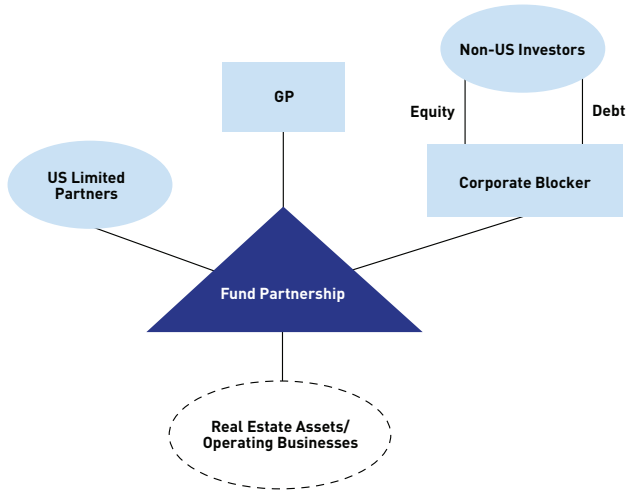 Non-US Investors
GP
Equity
Debt
US Limited
Partners
Corporate Blocker
Fund Partnership
Real Estate Assets/
Operating Businesses